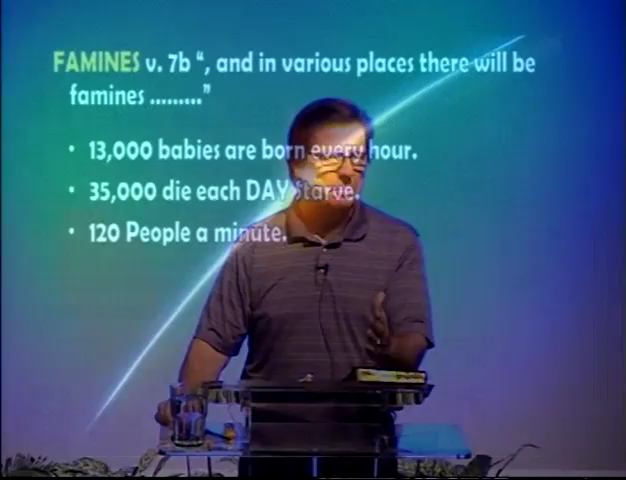 FAMINES v. 7b “, and in various places there will be
famines .........”
• 13,000 babies are born every hour.
• 35,000 die each DAY Starve.
• 120 People a minute.